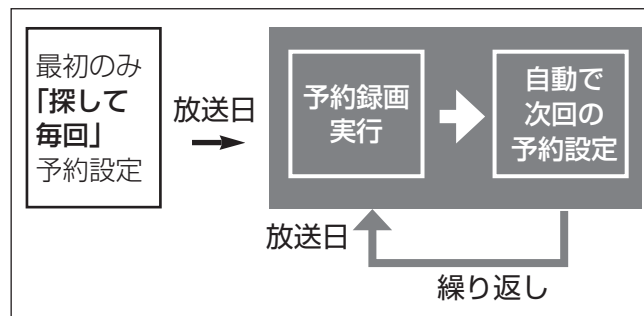 最初のみ
「探して
毎回」
予約設定
放送日
予約録画
実行
自動で
次回の
予約設定
放送日
繰り返し